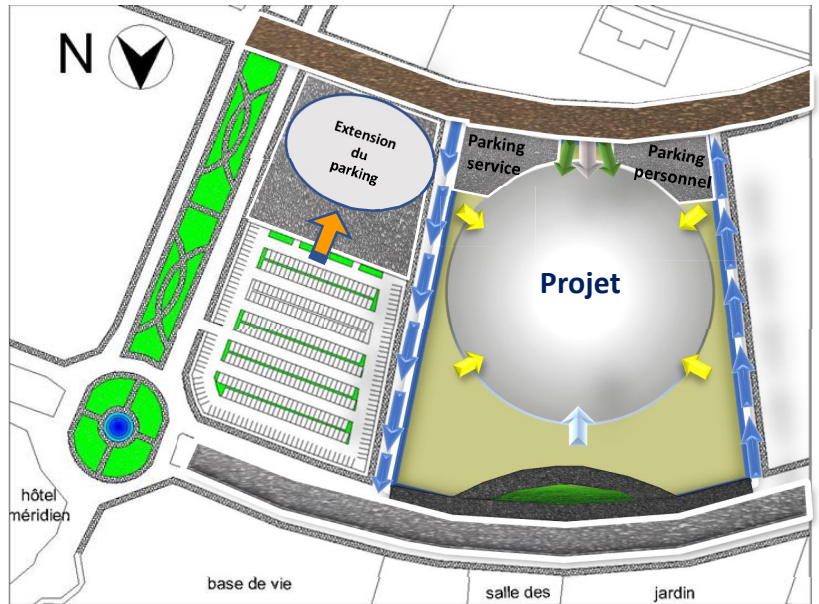 N
Extension
du
parking
Parking
service
Parking
personnel
Projet
hôtel
méridien
base de vie
salle des
jardin